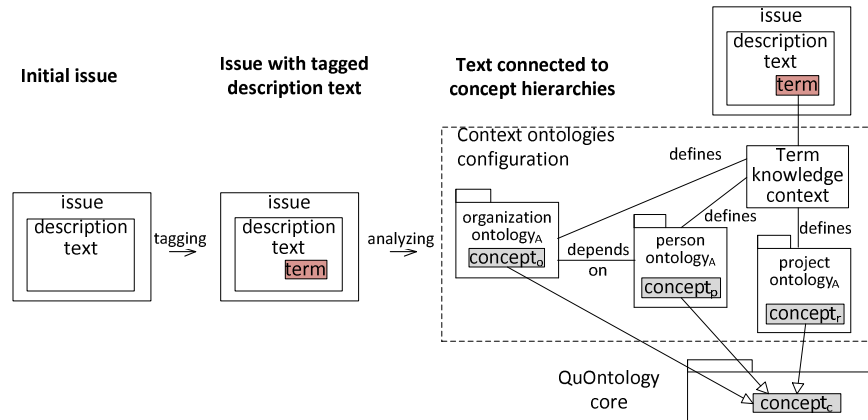 Initial issue
Issue with tagged
description text
Text connected to
concept hierarchies
issue
description
text
term
Context ontologies
configuration
defines
Term
knowledge
context
issue
description
text
tagging
issue
description
text
term
analyzing
organization
ontologyA
concepto
depends
on
defines
person
ontologyA
conceptp
defines
project
ontologyA
conceptr
QuOntology
core
conceptc